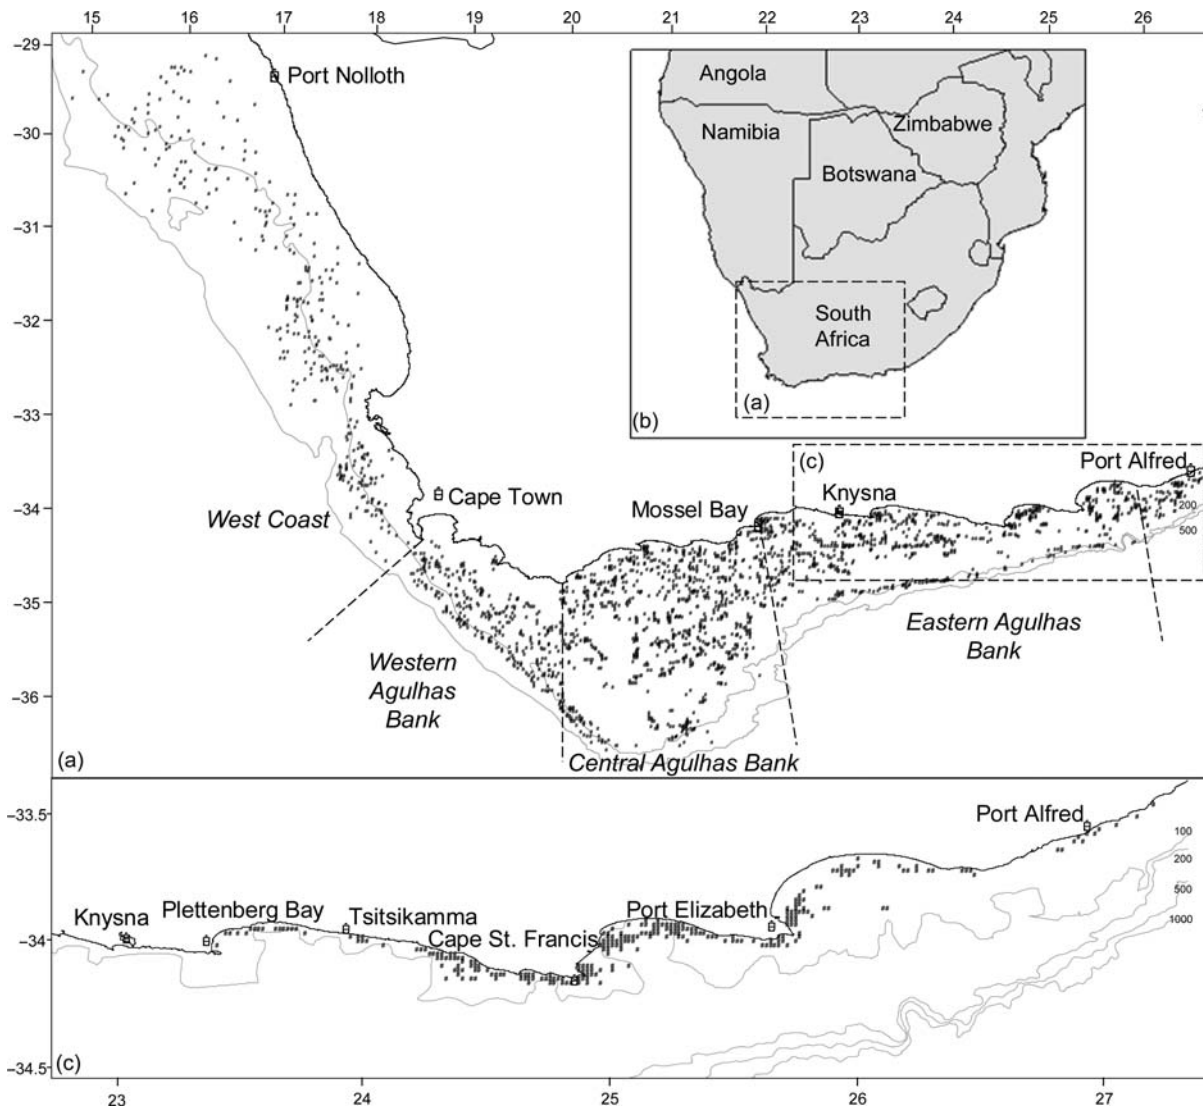 15 16 17 18 20 21 22 23 24 25 26
−29
−30
−31
−32
−33
−34
−35
−36
Port Nolloth
Angola
Namibia
Zimbabwe
Botswana
South
Africa
(a)
(b)
(c)
Port Alfred
Knysna
Mossel Bay
Cape Town
West Coast
200
500
Eastern Agulhas
Bank
Western
Agulhas
Bank
Central Agulhas Bank
(a)
−33.5
−34
−34.5
Port Alfred
100
200
500
1000
Knysna
Plettenberg Bay
Tsitsikamma
Port Elizabeth
Cape St. Francis
(c)
23 24 25 26 27